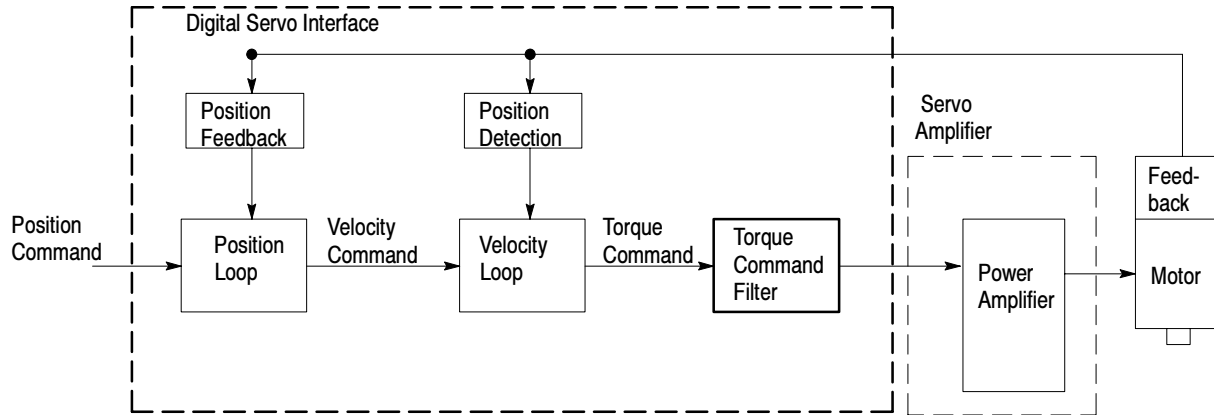 Digital Servo Interface
Position
Feedback
Position
Detection
Servo
Amplifier
Feed-
back
Position
Command
Position
Loop
Velocity
Command
Velocity
Loop
Torque
Command
Torque
Command
Filter
Power
Amplifier
Motor